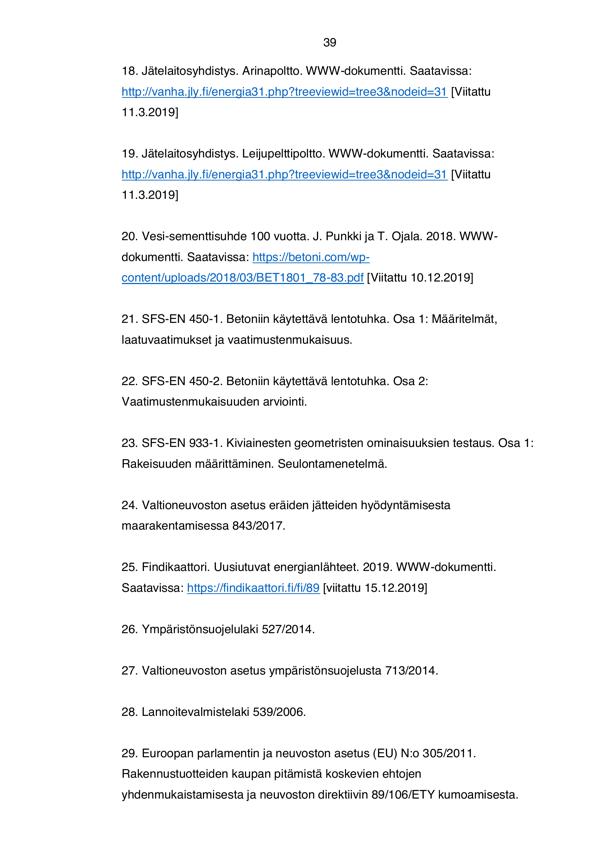 39
18. Jätelaitosyhdistys. Arinapoltto. WWW-dokumentti. Saatavissa:
http://vanha.jly.fi/energia31.php?treeviewid=tree3&nodeid=31 [Viitattu
11.3.2019]
19. Jätelaitosyhdistys. Leijupelttipoltto. WWW-dokumentti. Saatavissa:
http://vanha.jly.fi/energia31.php?treeviewid=tree3&nodeid=31 [Viitattu
11.3.2019]
20. Vesi-sementtisuhde 100 vuotta. J. Punkki ja T. Ojala. 2018. WWW-
dokumentti. Saatavissa: https://betoni.com/wp-
content/uploads/2018/03/BET1801_78-83.pdf [Viitattu 10.12.2019]
21. SFS-EN 450-1. Betoniin käytettävä lentotuhka. Osa 1: Määritelmät,
laatuvaatimukset ja vaatimustenmukaisuus.
22. SFS-EN 450-2. Betoniin käytettävä lentotuhka. Osa 2:
Vaatimustenmukaisuuden arviointi.
23. SFS-EN 933-1. Kiviainesten geometristen ominaisuuksien testaus. Osa 1:
Rakeisuuden määrittäminen. Seulontamenetelmä.
24. Valtioneuvoston asetus eräiden jätteiden hyödyntämisestä
maarakentamisessa 843/2017.
25. Findikaattori. Uusiutuvat energianlähteet. 2019. WWW-dokumentti.
Saatavissa: https://findikaattori.fi/fi/89 [viitattu 15.12.2019]
26. Ympäristönsuojelulaki 527/2014.
27. Valtioneuvoston asetus ympäristönsuojelusta 713/2014.
28. Lannoitevalmistelaki 539/2006.
29. Euroopan parlamentin ja neuvoston asetus (EU) N:o 305/2011.
Rakennustuotteiden kaupan pitämistä koskevien ehtojen
yhdenmukaistamisesta ja neuvoston direktiivin 89/106/ETY kumoamisesta.